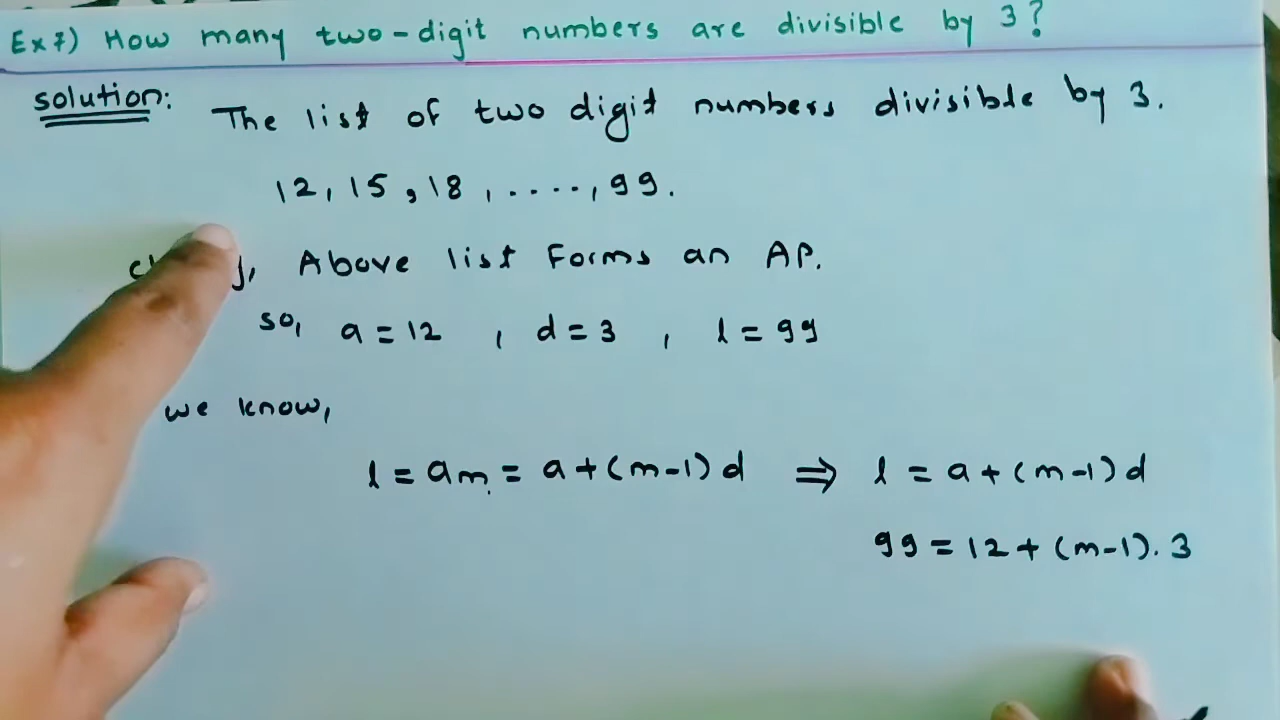 Ex 7) How many two-digit numbers are divisible by 3?
solution: The list of two digit numbers divisible by 3.
12, 15, 18, ...., 99.
Above list Forms an AP.
so, a = 12 , d = 3 , l = 99
we know,
l = am = a + (m-1) d ⇒ l = a + (m-1) d
99 = 12 + (m-1). 3